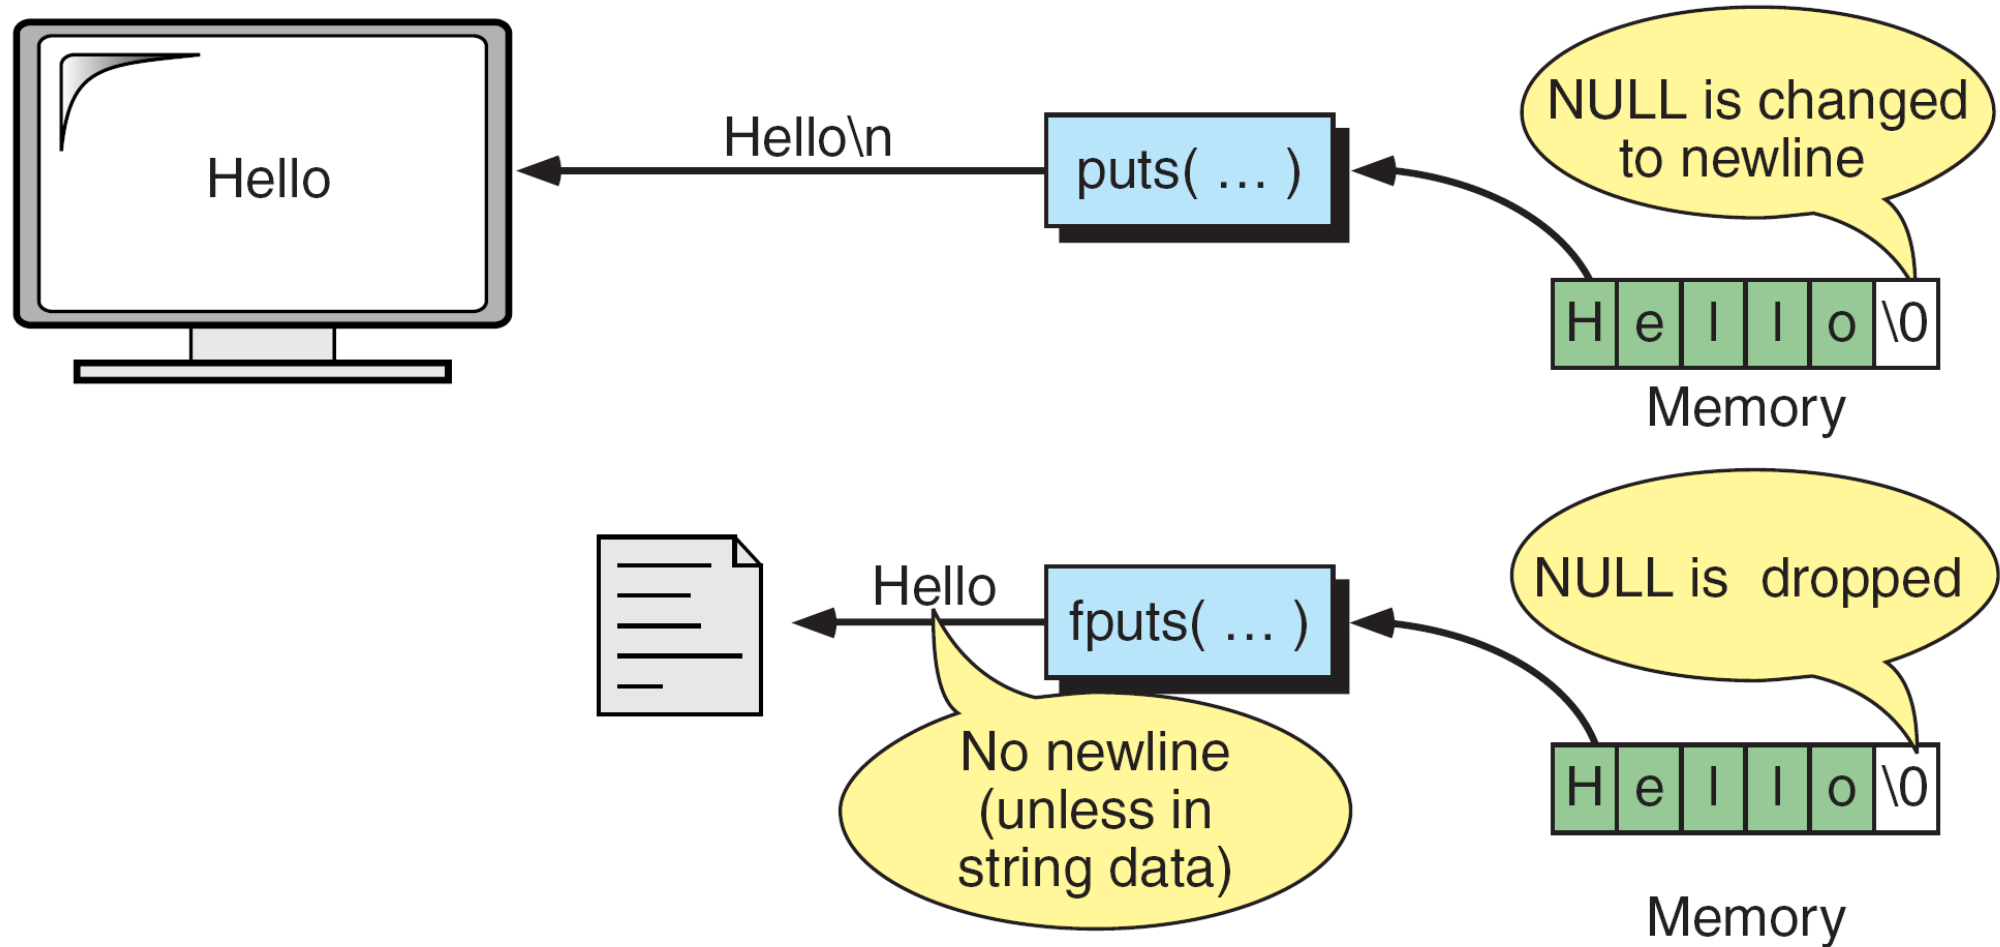 Hello
Hello\n
puts( … )
NULL is changed
to newline
H e l l o \0
Memory
Hello
fputs( … )
NULL is dropped
No newline
(unless in
string data)
H e l l o \0
Memory